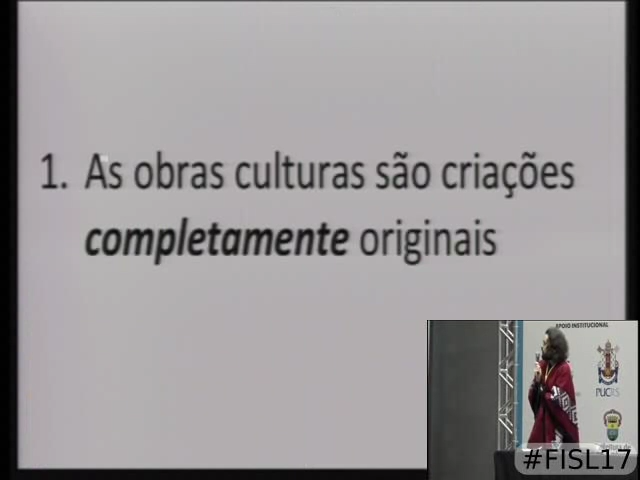 1. As obras culturas são criações
completamente originais
APOIO INSTITUCIONAL
PUCRS
#FISL17